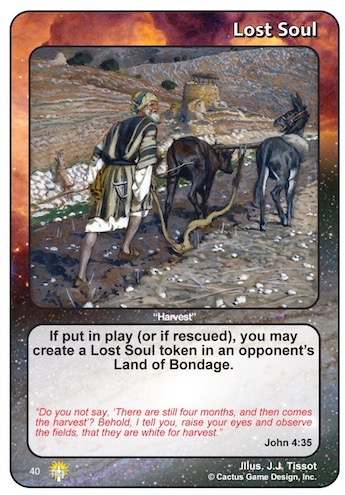 Lost Soul
"Harvest"
If put in play (or if rescued), you may
create a Lost Soul token in an opponent's
Land of Bondage.
"Do you not say, 'There are still four months, and then comes
the harvest'? Behold, I tell you, raise your eyes and observe
the fields, that they are white for harvest."
John 4:35
40
Illus. J.J. Tissot
© Cactus Game Design, Inc.